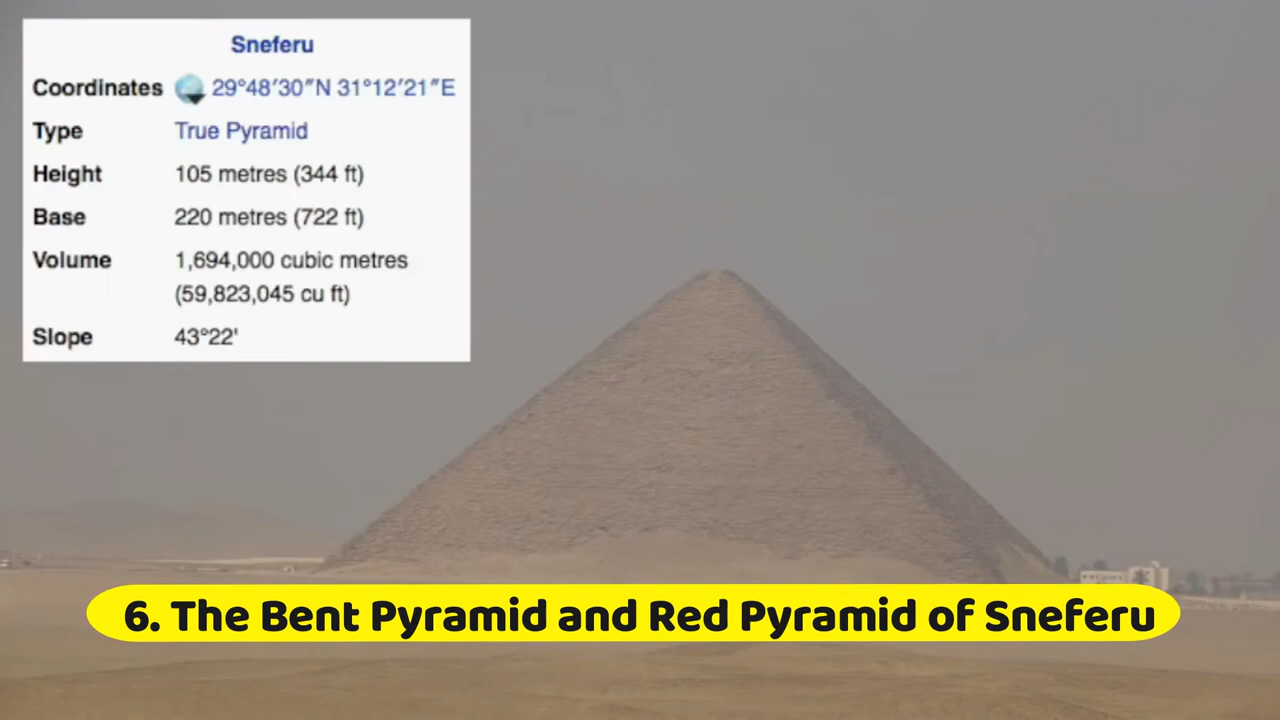 Sneferu
Coordinates 29°48′30″N 31°12′21″E
Type True Pyramid
Height 105 metres (344 ft)
Base 220 metres (722 ft)
Volume 1,694,000 cubic metres
(59,823,045 cu ft)
Slope 43°22'
6. The Bent Pyramid and Red Pyramid of Sneferu